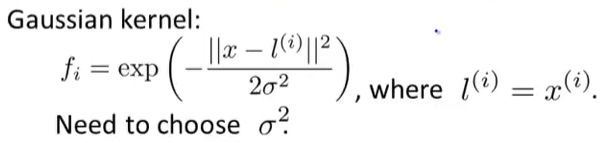 Gaussian kernel:
f_i = exp(-||x - l^(i)||^2 / 2σ^2), where l^(i) = x^(i).
Need to choose σ^2.